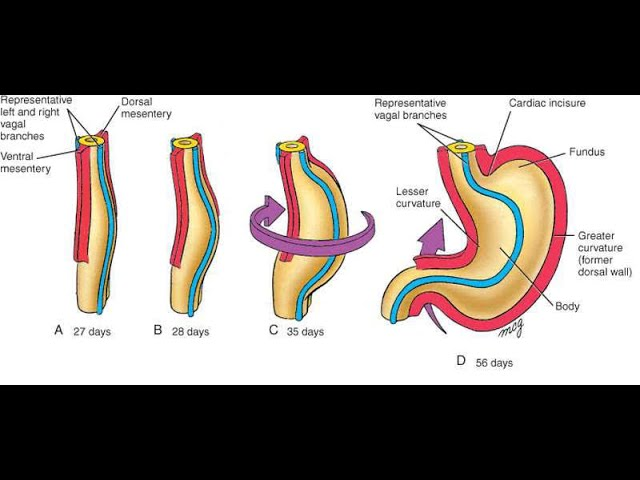 Representative
left and right
vagal
branches
Dorsal
mesentery
Ventral
mesentery
Representative
vagal branches
Cardiac incisure
Fundus
Lesser
curvature
Greater
curvature
(former
dorsal wall)
Body
A 27 days
B 28 days
C 35 days
mcg
D 56 days